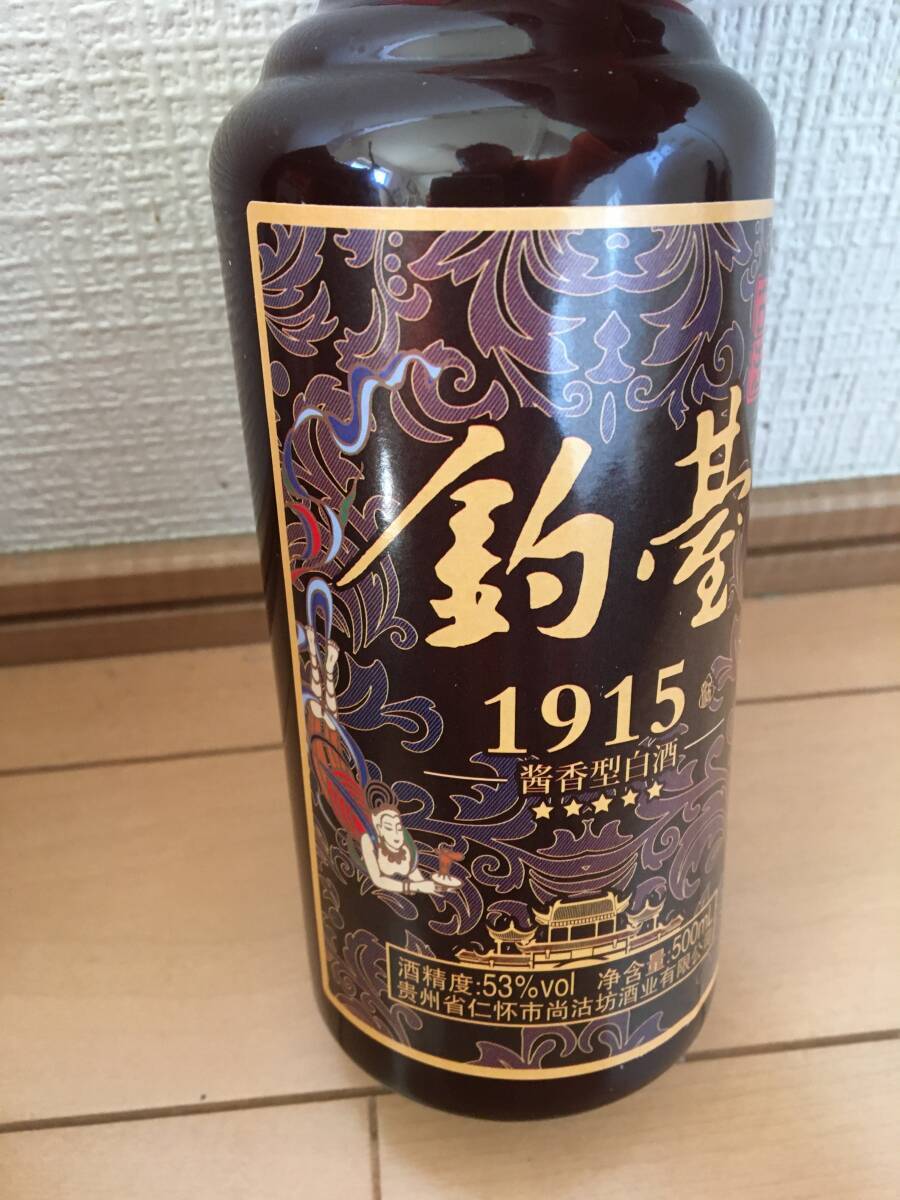 釣臺
1915
酱香型白酒
酒精度:53%vol 净含量:500mL
贵州省仁怀市尚沽坊酒业有限公司